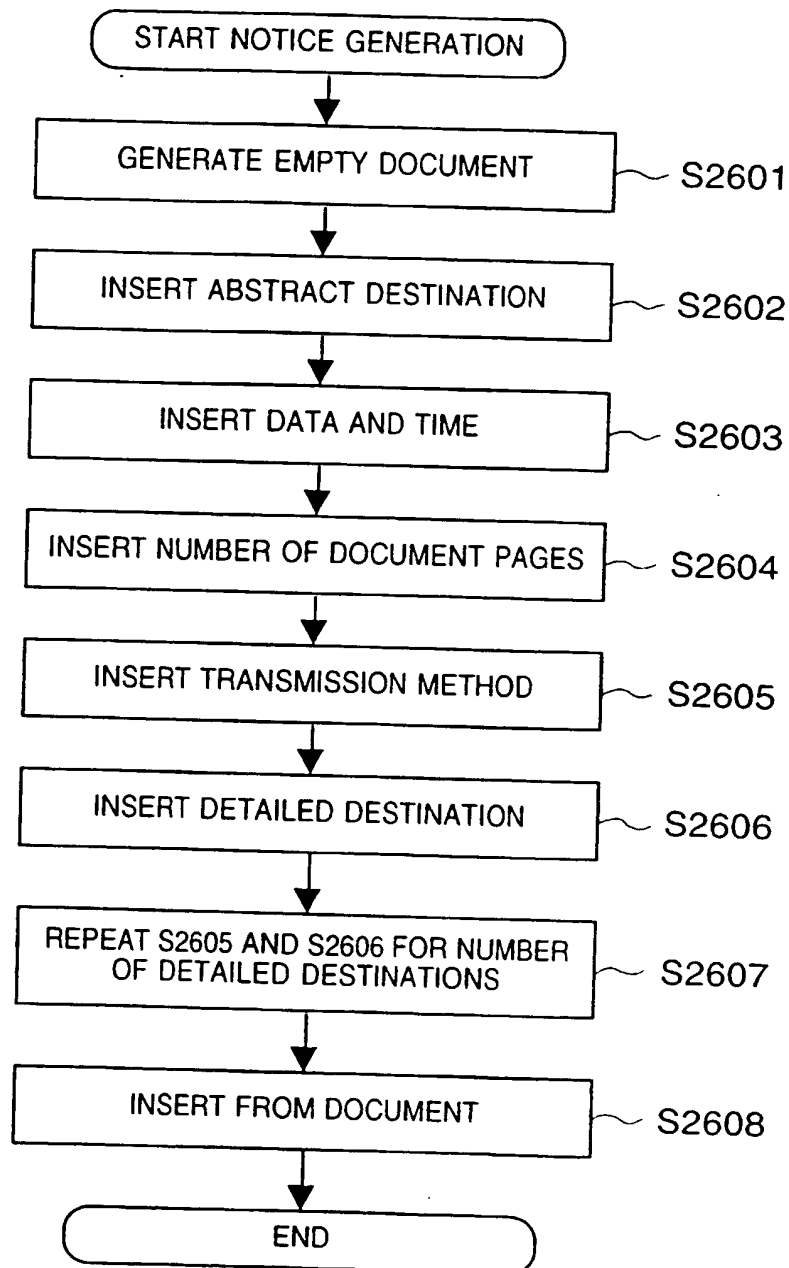 START NOTICE GENERATION
GENERATE EMPTY DOCUMENT
S2601
INSERT ABSTRACT DESTINATION
S2602
INSERT DATA AND TIME
S2603
INSERT NUMBER OF DOCUMENT PAGES
S2604
INSERT TRANSMISSION METHOD
S2605
INSERT DETAILED DESTINATION
S2606
REPEAT S2605 AND S2606 FOR NUMBER
OF DETAILED DESTINATIONS
S2607
INSERT FROM DOCUMENT
S2608
END